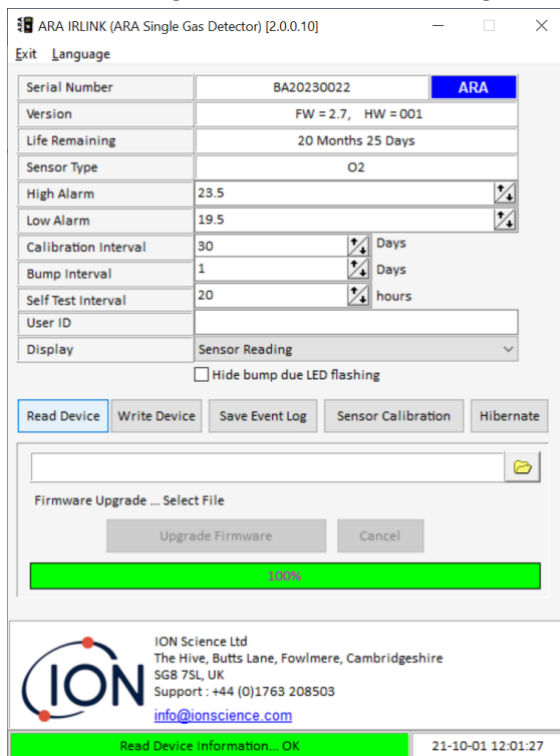 ARA IRLINK (ARA Single Gas Detector) [2.0.0.10]
Exit Language
Serial Number BA20230022 ARA
Version FW = 2.7, HW = 001
Life Remaining 20 Months 25 Days
Sensor Type O2
High Alarm 23.5
Low Alarm 19.5
Calibration Interval 30 Days
Bump Interval 1 Days
Self Test Interval 20 hours
User ID
Display Sensor Reading
Hide bump due LED flashing
Read Device Write Device Save Event Log Sensor Calibration Hibernate
Firmware Upgrade ... Select File
Upgrade Firmware Cancel
100%
ION
ION Science Ltd
The Hive, Butts Lane, Fowlmere, Cambridgeshire
SG8 7SL, UK
Support : +44 (0)1763 208503
info@ionscience.com
Read Device Information... OK 21-10-01 12:01:27